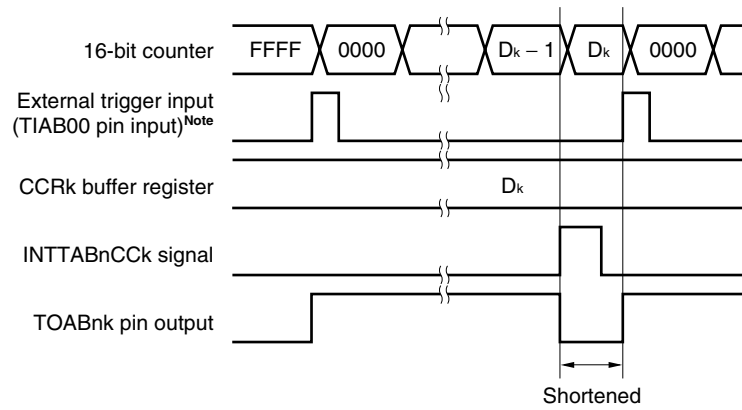 16-bit counter FFFF 0000 Dk − 1 Dk 0000
External trigger input
(TIAB00 pin input)Note
CCRk buffer register Dk
INTTABnCCk signal
TOABnk pin output
Shortened